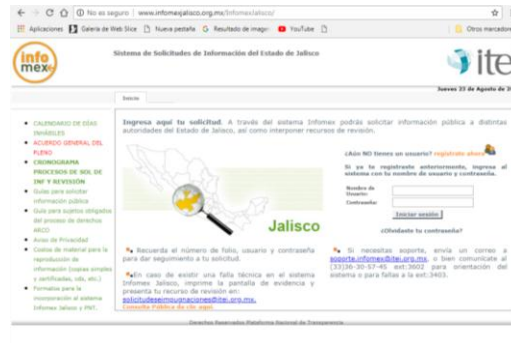 No es seguro | www.infomexjalisco.org.mx/InfomexJalisco/
Aplicaciones Galería de Web Slice Nueva pestaña Resultado de imagen YouTube Otros marcadores
info
mex
Sistema de Solicitudes de Información del Estado de Jalisco
itei
Jueves 23 de Agosto de
Inicio
CALENDARIO DE DÍAS
INHÁBILES
ACUERDO GENERAL DEL
PLENO
CRONOGRAMA
PROCESOS DE SOL DE
INF Y REVISIÓN
Guías para solicitar
información pública
Guía para sujetos obligados
del proceso de derechos
ARCO
Aviso de Privacidad
Costos de material para la
reproducción de
información (copias simples
y certificadas, cds, etc.)
Formatos para la
incorporación al sistema
Infomex Jalisco y PNT.
Ingresa aquí tu solicitud. A través del sistema Infomex podrás solicitar información pública a distintas
autoridades del Estado de Jalisco, así como interponer recursos de revisión.
Jalisco
¿Aún NO tienes un usuario? regístrate ahora
Si ya te registraste anteriormente, ingresa al
sistema con tu nombre de usuario y contraseña.
Nombre de
Usuario:
Contraseña:
Iniciar sesión
¿Olvidaste tu contraseña?
Recuerda el número de folio, usuario y contraseña
para dar seguimiento a tu solicitud.
En caso de existir una falla técnica en el sistema
Infomex Jalisco, imprime la pantalla de evidencia y
presenta tu recurso de revisión en:
solicitudeseimpugnaciones@itei.org.mx.
Consulta Pública da clic aquí
Si necesitas soporte, envía un correo a
soporte.infomex@itei.org.mx, o bien comunícate al
(33)36-30-57-45 ext:3602 para orientación del
sistema o para fallas a la ext:3403.
Derechos Reservados Plataforma Nacional de Transparencia